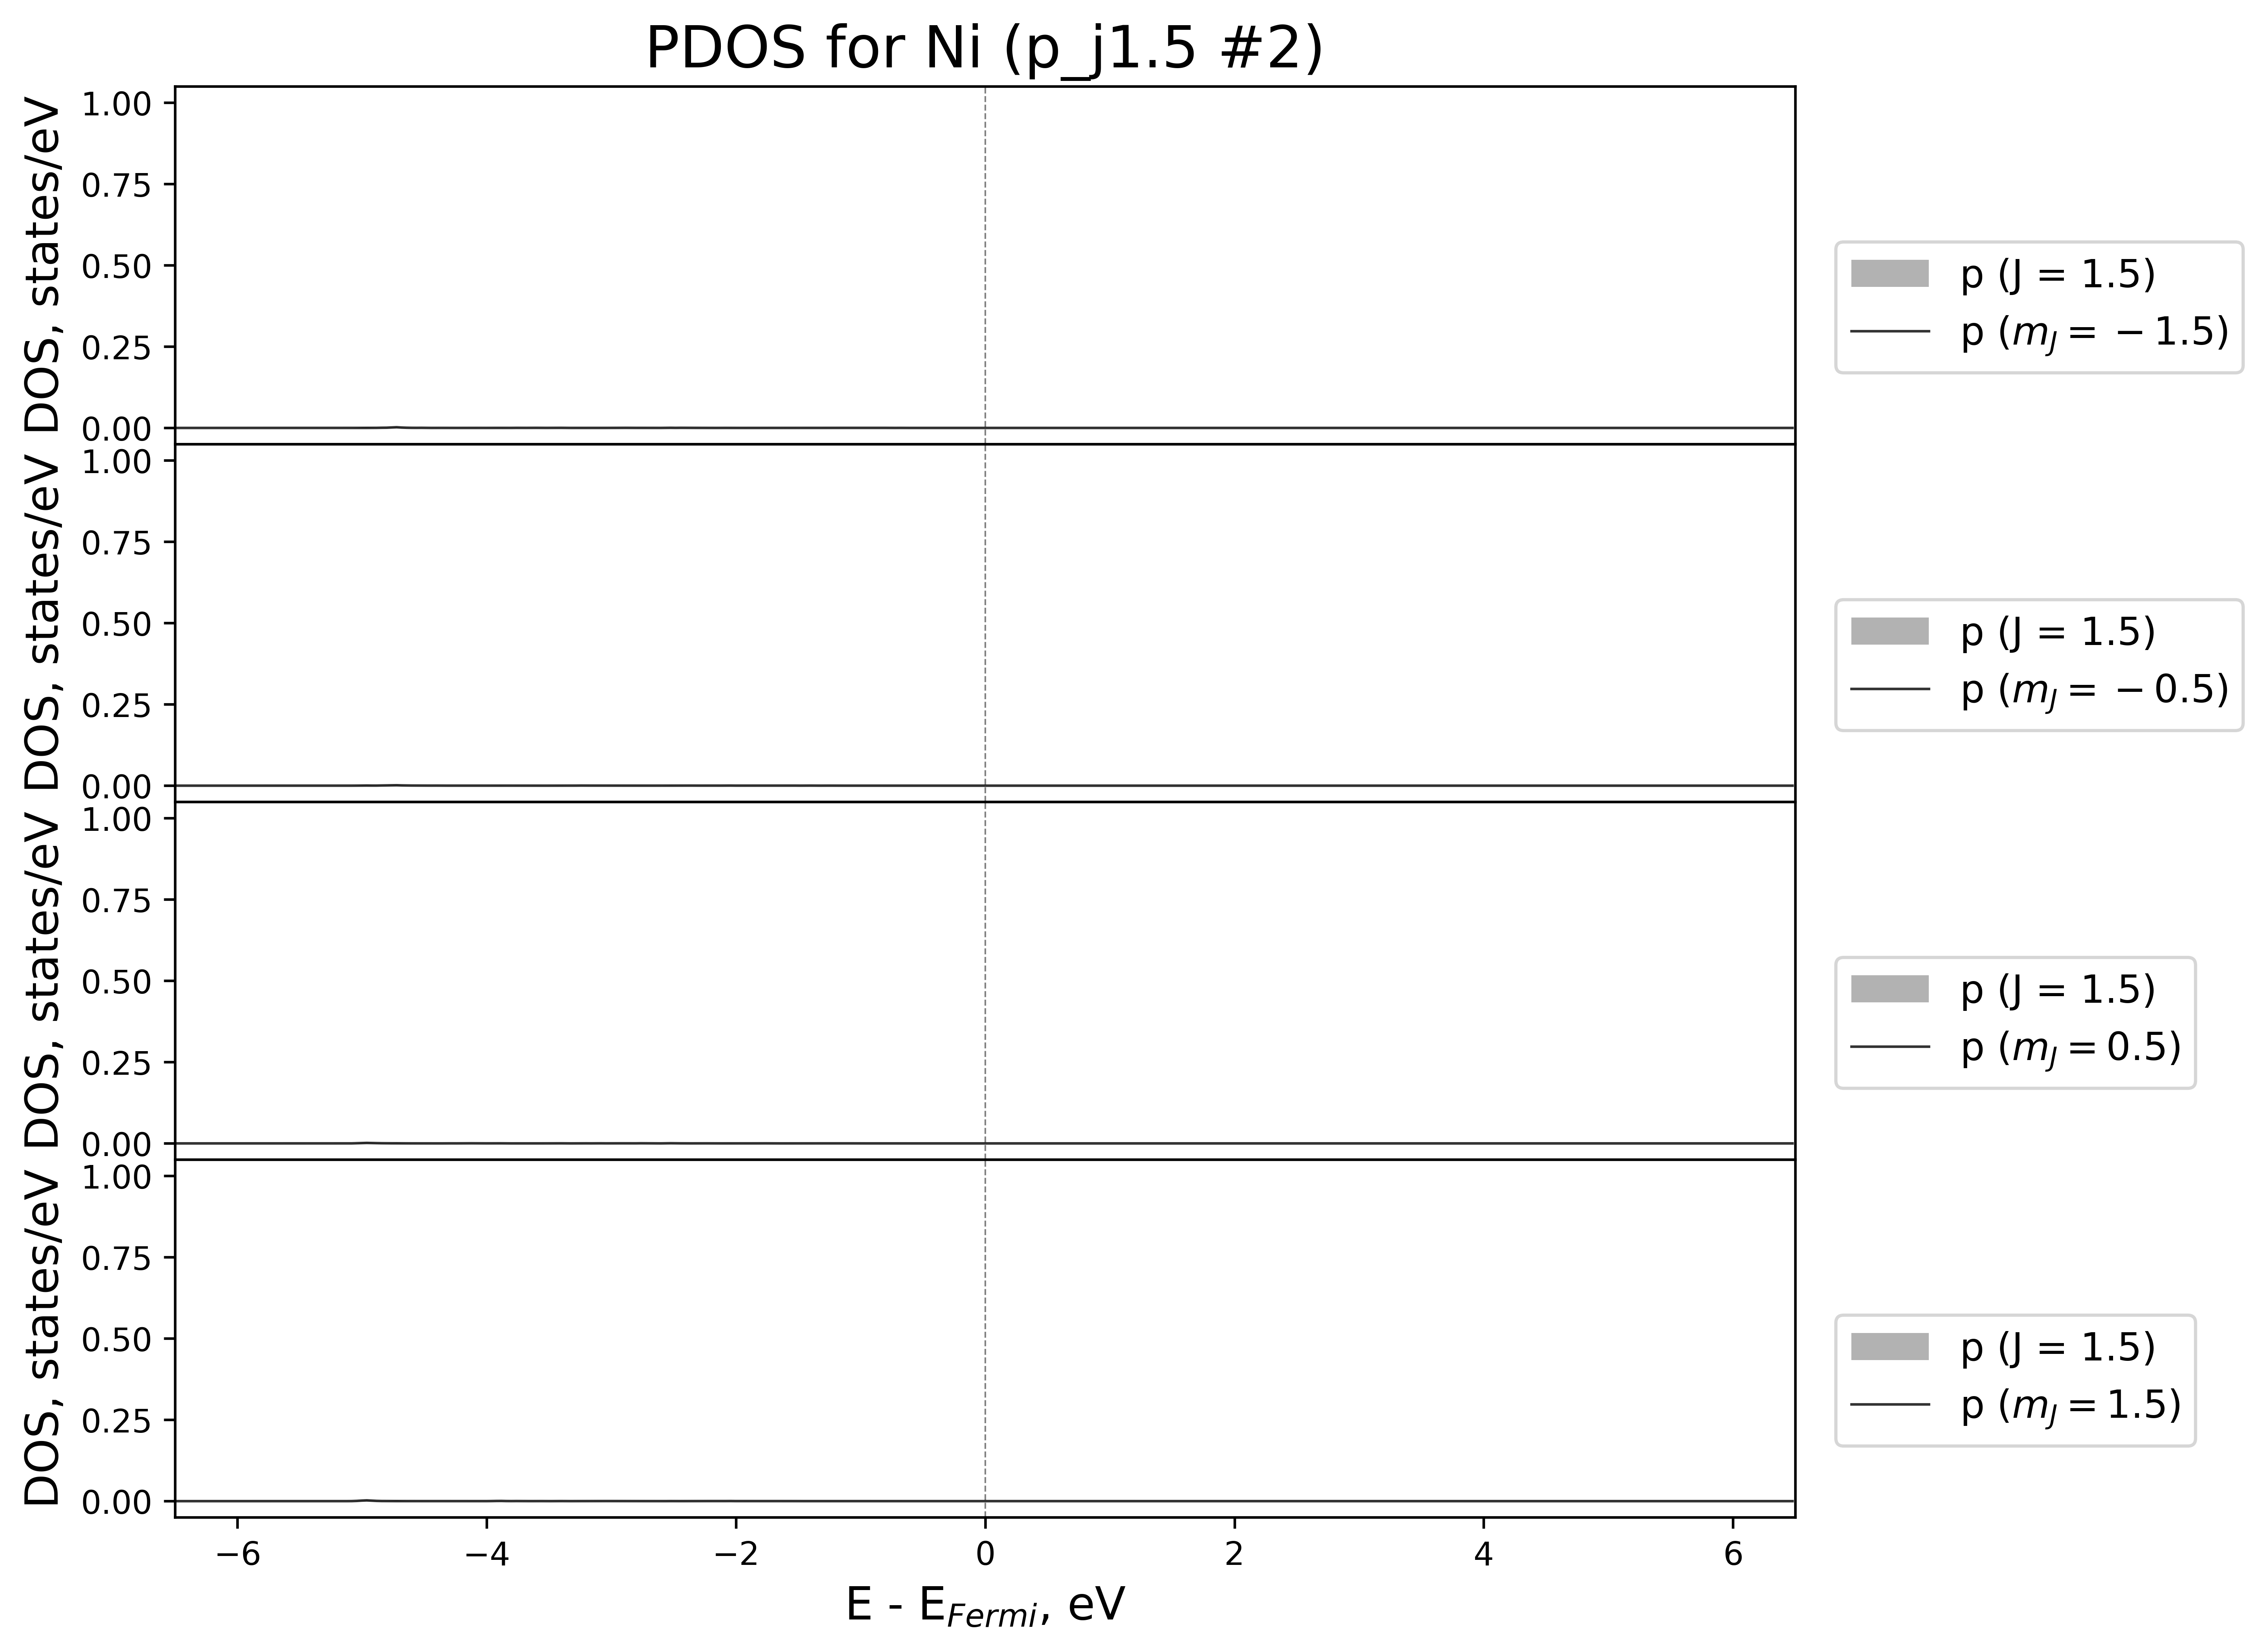 PDOS for Ni (p_j1.5 #2)
DOS, states/eV
1.00
0.75
0.50
0.25
0.00
p (J = 1.5)
p (m_J = −1.5)
DOS, states/eV
1.00
0.75
0.50
0.25
0.00
p (J = 1.5)
p (m_J = −0.5)
DOS, states/eV
1.00
0.75
0.50
0.25
0.00
p (J = 1.5)
p (m_J = 0.5)
DOS, states/eV
1.00
0.75
0.50
0.25
0.00
p (J = 1.5)
p (m_J = 1.5)
−6 −4 −2 0 2 4 6
E - E_Fermi, eV